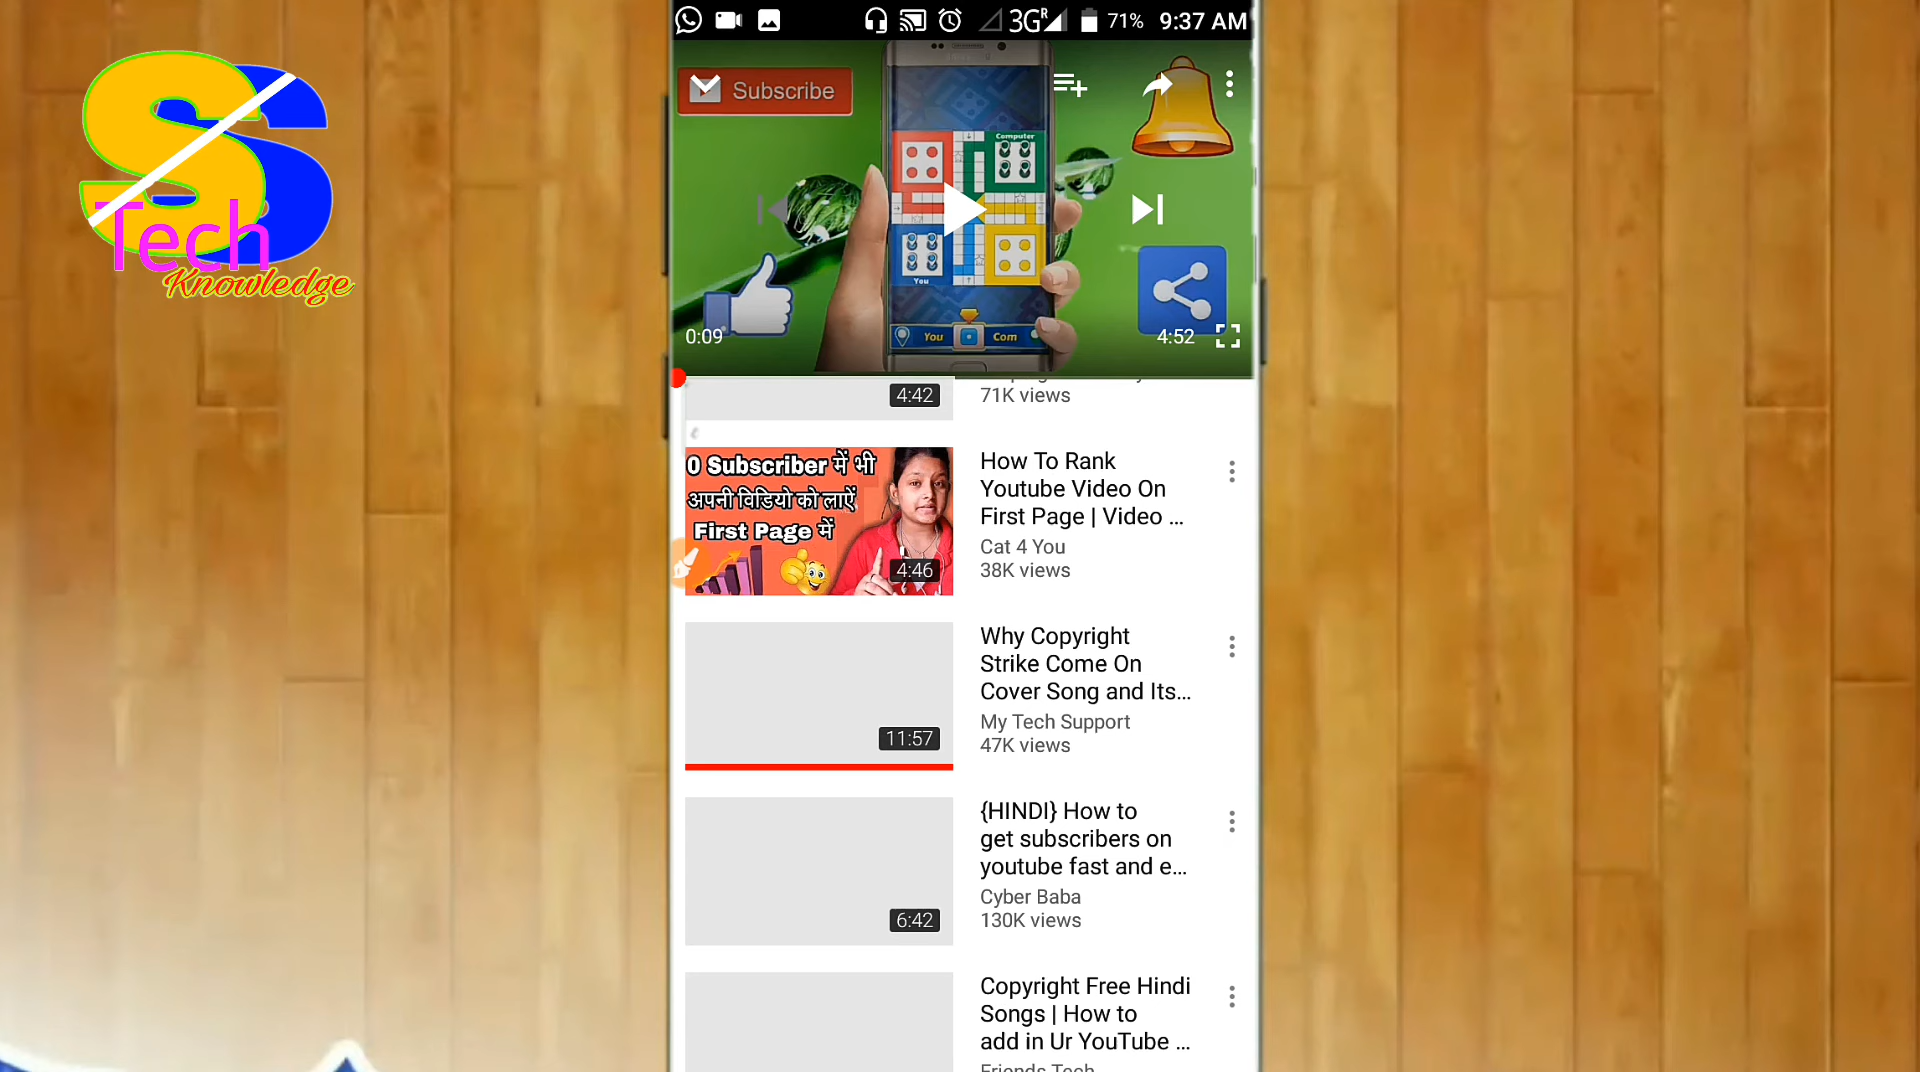 3G R 71% 9:37 AM
SS
Tech
Knowledge
Subscribe
Computer
You
You Com
0:09
4:52
4:42
71K views
0 Subscriber में भी
अपनी विडियो को लाऐं
First Page में
4:46
How To Rank
Youtube Video On
First Page | Video ...
Cat 4 You
38K views
11:57
Why Copyright
Strike Come On
Cover Song and Its...
My Tech Support
47K views
6:42
{HINDI} How to
get subscribers on
youtube fast and e...
Cyber Baba
130K views
Copyright Free Hindi
Songs | How to
add in Ur YouTube ...
Friends Tech